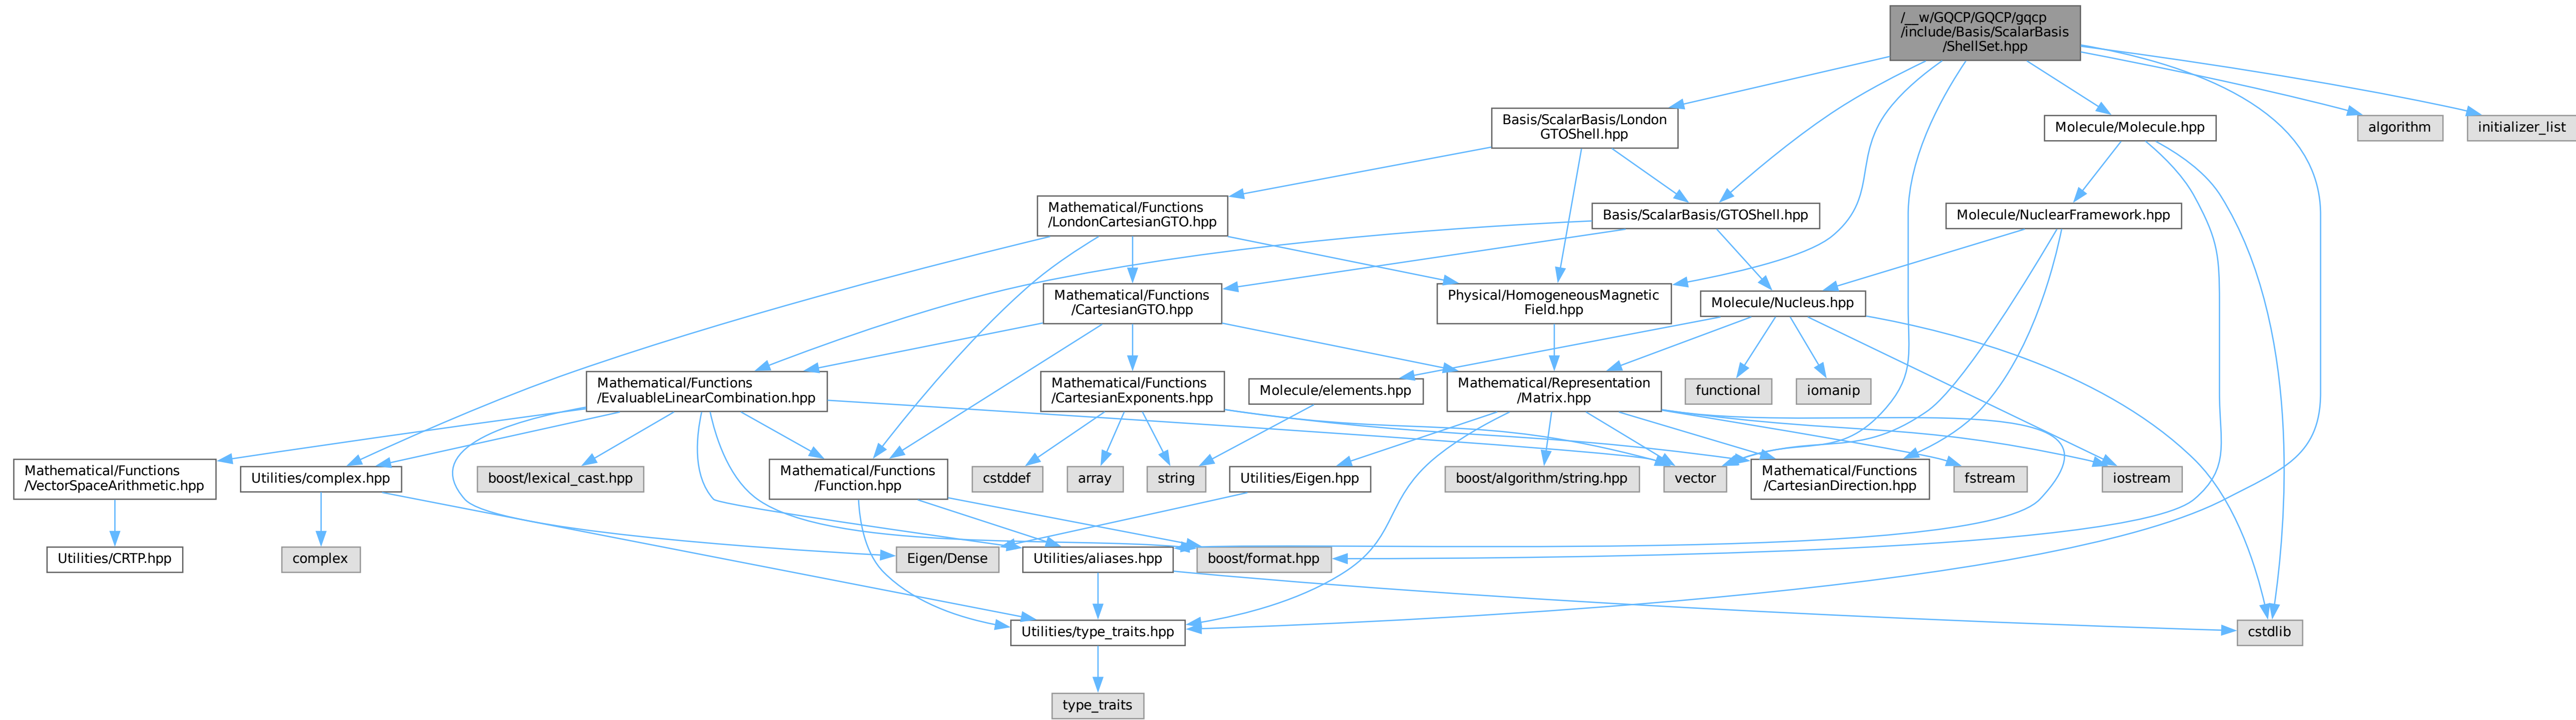 /__w/GQCP/GQCP/gqcp
/include/Basis/ScalarBasis
/ShellSet.hpp
Basis/ScalarBasis/London
GTOShell.hpp
Molecule/Molecule.hpp
algorithm
initializer_list
Mathematical/Functions
/LondonCartesianGTO.hpp
Basis/ScalarBasis/GTOShell.hpp
Molecule/NuclearFramework.hpp
Mathematical/Functions
/CartesianGTO.hpp
Physical/HomogeneousMagnetic
Field.hpp
Molecule/Nucleus.hpp
Mathematical/Functions
/EvaluableLinearCombination.hpp
Mathematical/Functions
/CartesianExponents.hpp
Molecule/elements.hpp
Mathematical/Representation
/Matrix.hpp
functional
iomanip
Mathematical/Functions
/VectorSpaceArithmetic.hpp
Utilities/complex.hpp
boost/lexical_cast.hpp
Mathematical/Functions
/Function.hpp
cstddef
array
string
Utilities/Eigen.hpp
boost/algorithm/string.hpp
vector
Mathematical/Functions
/CartesianDirection.hpp
fstream
iostream
Utilities/CRTP.hpp
complex
Eigen/Dense
Utilities/aliases.hpp
boost/format.hpp
Utilities/type_traits.hpp
cstdlib
type_traits